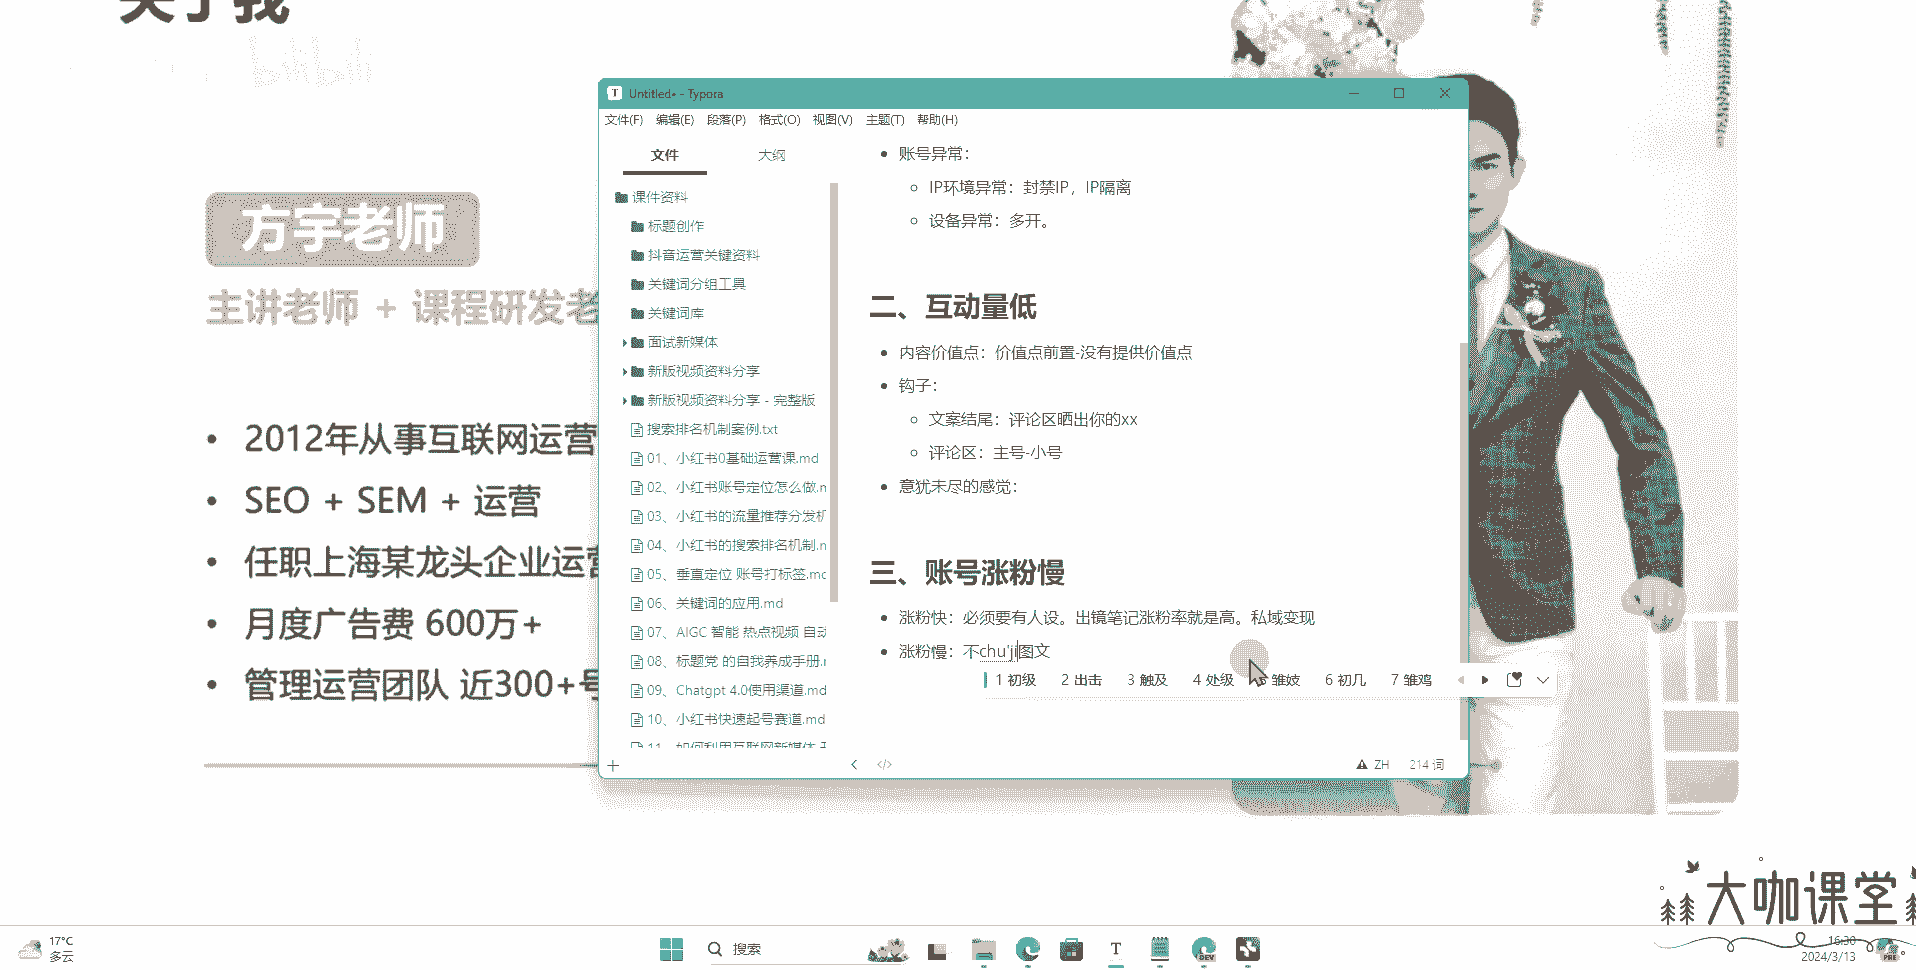 关于我
bilibili
方宇老师
主讲老师 + 课程研发老
• 2012年从事互联网运营
• SEO + SEM + 运营
• 任职上海某龙头企业运营
• 月度广告费 600万+
• 管理运营团队 近300+号
Untitled• - Typora
文件(F) 编辑(E) 段落(P) 格式(O) 视图(V) 主题(T) 帮助(H)
文件 大纲
课件资料
标题创作
抖音运营关键资料
关键词分组工具
关键词库
面试新媒体
新版视频资料分享
新版视频资料分享 - 完整版
搜索排名机制案例.txt
01、小红书0基础运营课.md
02、小红书账号定位怎么做.n
03、小红书的流量推荐分发机
04、小红书的搜索排名机制.n
05、垂直定位 账号打标签.mc
06、关键词的应用.md
07、AIGC 智能 热点视频 自动
08、标题党 的自我养成手册.r
09、Chatgpt 4.0使用渠道.md
10、小红书快速起号赛道.md
11、如何利用互联网新媒体
• 账号异常：
IP环境异常：封禁IP，IP隔离
设备异常：多开。
二、互动量低
• 内容价值点：价值点前置-没有提供价值点
• 钩子：
文案结尾：评论区晒出你的xx
评论区：主号-小号
• 意犹未尽的感觉：
三、账号涨粉慢
• 涨粉快：必须要有人设。出镜笔记涨粉率就是高。私域变现
• 涨粉慢：不chu'ji图文
1 初级 2 出击 3 触及 4 处级 雏妓 6 初几 7 雏鸡
ZH 214 词
大咖课堂
17°C
多云
搜索
T
DEV
PRE
16:30
2024/3/13